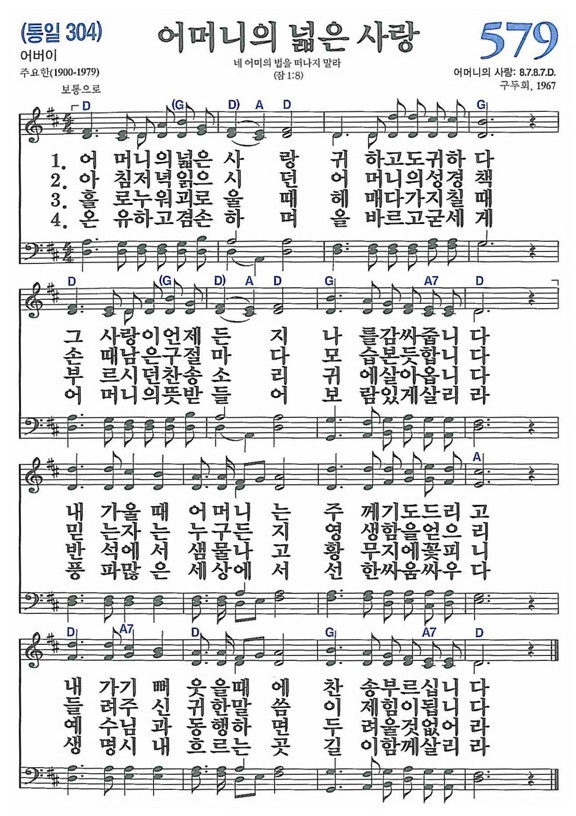 (통일 304)
어머니의 넓은 사랑
579
어버이
네 어미의 법을 떠나지 말라
(잠 1:8)
주요한(1900-1979)
어머니의 사랑: 8.7.8.7.D.
구두회, 1967
보통으로
D (G D) A D G
1. 어 머니의넓은 사 랑 귀 하고도귀하 다
2. 아 침저녁읽으 시 던 어 머니의성경 책
3. 홀 로누워괴로 울 때 헤 매다가지칠 때
4. 온 유하고겸손 하 며 올 바르고굳세 게
D (G D) A D G D A7 D
그 사랑이언제 든 지 나 를감싸줍니 다
손 때남은구절 마 다 모 습본듯합니 다
부 르시던찬송 소 리 귀 에살아옵니 다
어 머니의뜻받 들 어 보 람있게살리 라
A
내 가울 때 어 머니 는 주 께기도드리 고
믿 는자 는 누 구든 지 영 생함을얻으 리
반 석에 서 샘 물나 고 황 무지에꽃피 니
풍 파많 은 세 상에 서 선 한싸움싸우 다
D A7 D G A7 D
내 가기 뻐 웃 을때 에 찬 송부르십니 다
들 려주 신 귀 한말 씀 이 제힘이됩니 다
예 수님 과 동 행하 면 두 려울것없어 라
생 명시 내 흐 르는 곳 길 이함께살리 라